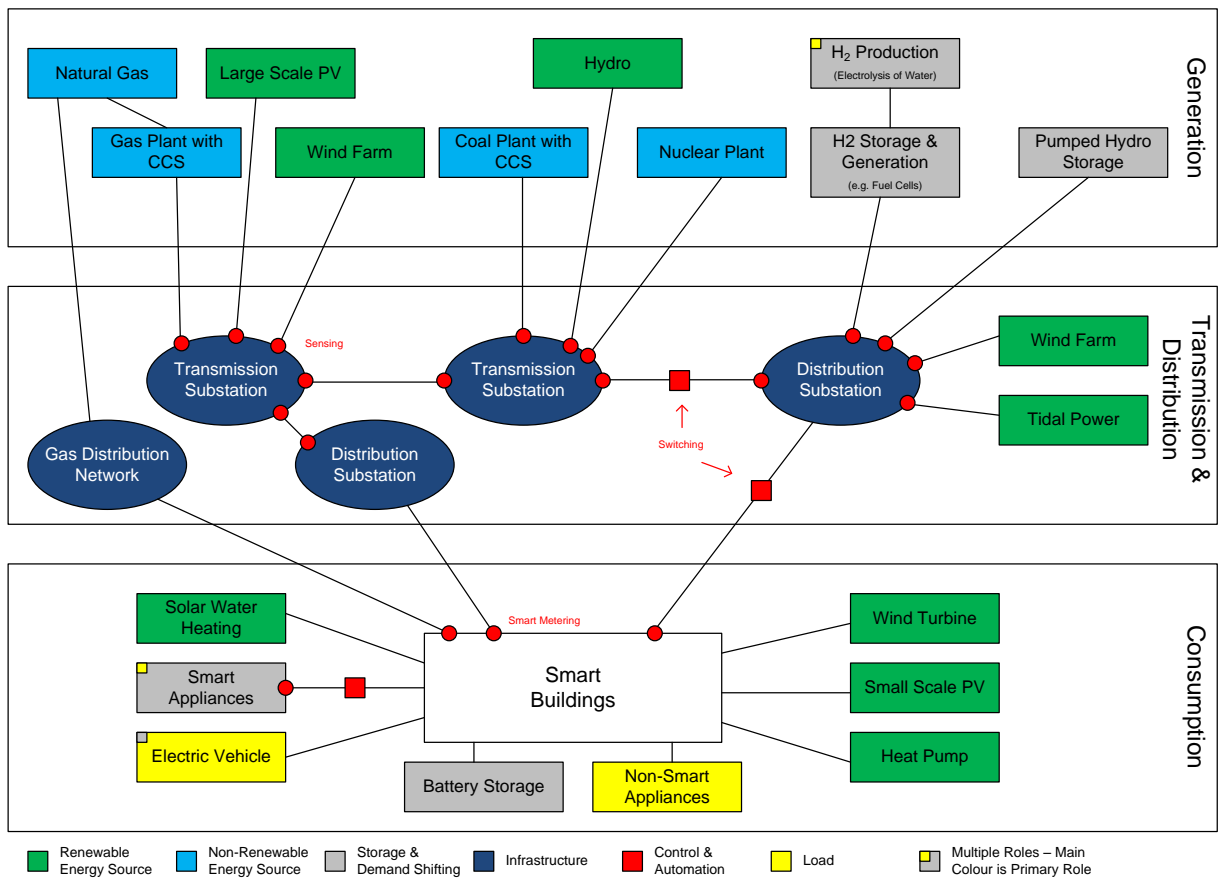 Generation
Natural Gas
Large Scale PV
Hydro
H₂ Production
(Electrolysis of Water)
Gas Plant with
CCS
Wind Farm
Coal Plant with
CCS
Nuclear Plant
H2 Storage &
Generation
(e.g. Fuel Cells)
Pumped Hydro
Storage
Transmission &
Distribution
Sensing
Transmission
Substation
Transmission
Substation
Distribution
Substation
Wind Farm
Tidal Power
Switching
Gas Distribution
Network
Distribution
Substation
Consumption
Solar Water
Heating
Smart Metering
Wind Turbine
Smart
Appliances
Smart
Buildings
Small Scale PV
Electric Vehicle
Heat Pump
Battery Storage
Non-Smart
Appliances
Renewable
Energy Source
Non-Renewable
Energy Source
Storage &
Demand Shifting
Infrastructure
Control &
Automation
Load
Multiple Roles – Main
Colour is Primary Role